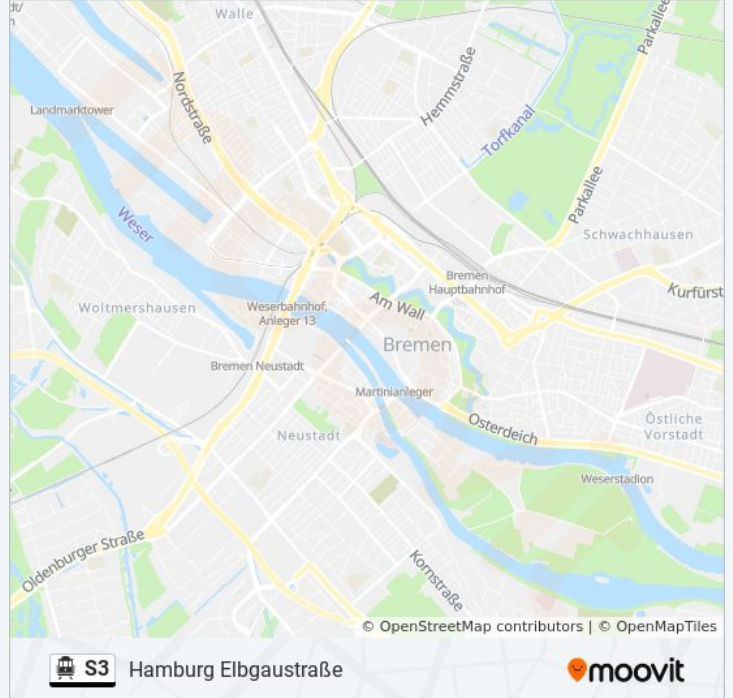 dt/
Walle
Parkallee
Hemmstraße
Nordstraße
Landmarktower
Torfkanal
Parkallee
Weser
Schwachhausen
Bremen
Hauptbahnhof
Kurfürst
Woltmershausen
Weserbahnhof,
Anleger 13
Am Wall
Bremen
Bremen Neustadt
Martinianleger
Osterdeich
Östliche
Vorstadt
Neustadt
Weserstadion
Oldenburger Straße
Kornstraße
© OpenStreetMap contributors | © OpenMapTiles
S3 Hamburg Elbgaustraße
moovit